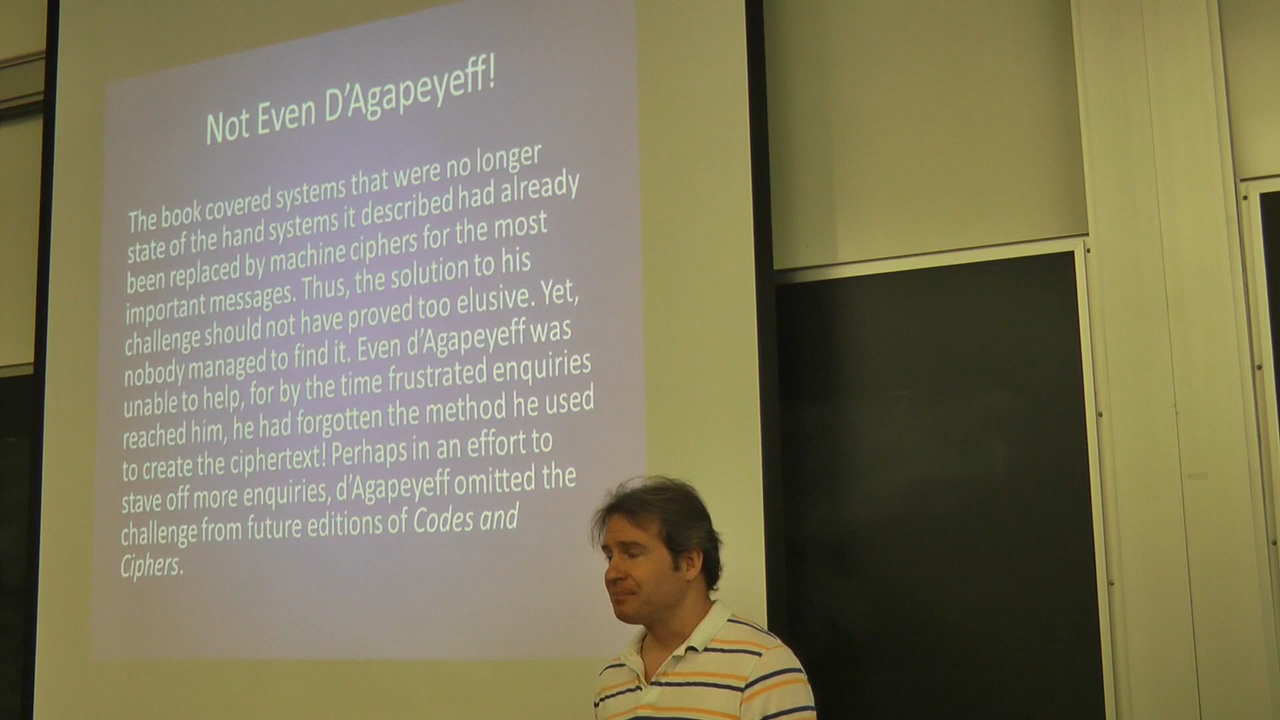 Not Even D'Agapeyeff!
The book covered systems that were no longer
state of the hand systems it described had already
been replaced by machine ciphers for the most
important messages. Thus, the solution to his
challenge should not have proved too elusive. Yet,
nobody managed to find it. Even d'Agapeyeff was
unable to help, for by the time frustrated enquiries
reached him, he had forgotten the method he used
to create the ciphertext! Perhaps in an effort to
stave off more enquiries, d'Agapeyeff omitted the
challenge from future editions of Codes and
Ciphers.